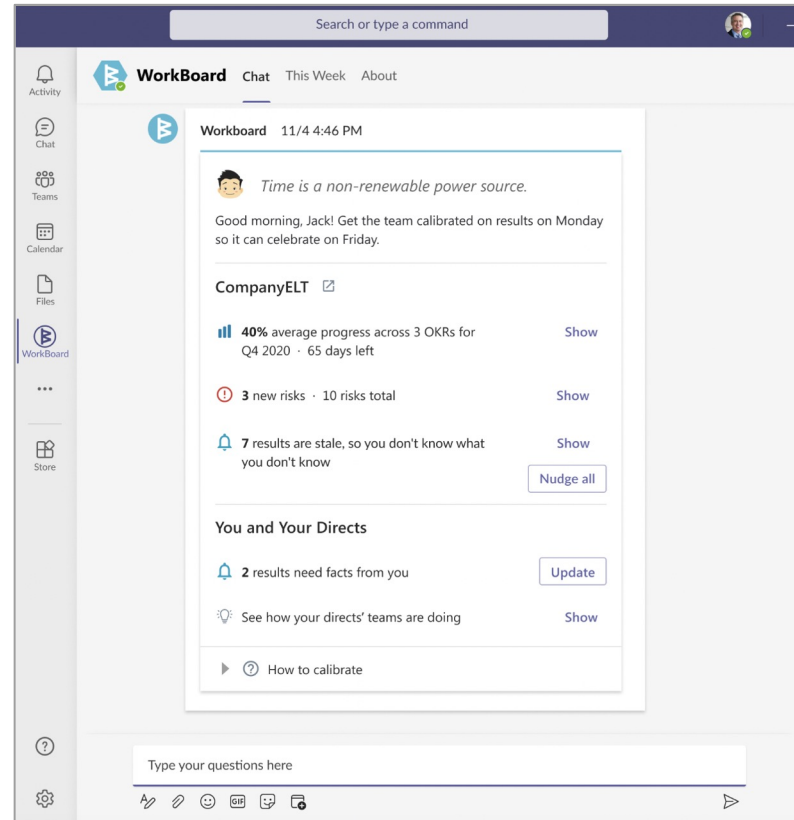 Search or type a command
Activity
Chat
Teams
Calendar
Files
WorkBoard
Store
WorkBoard Chat This Week About
Workboard 11/4 4:46 PM
Time is a non-renewable power source.
Good morning, Jack! Get the team calibrated on results on Monday
so it can celebrate on Friday.
CompanyELT
40% average progress across 3 OKRs for Show
Q4 2020 · 65 days left
3 new risks · 10 risks total Show
7 results are stale, so you don't know what Show
you don't know
Nudge all
You and Your Directs
2 results need facts from you Update
See how your directs’ teams are doing Show
How to calibrate
Type your questions here
GIF